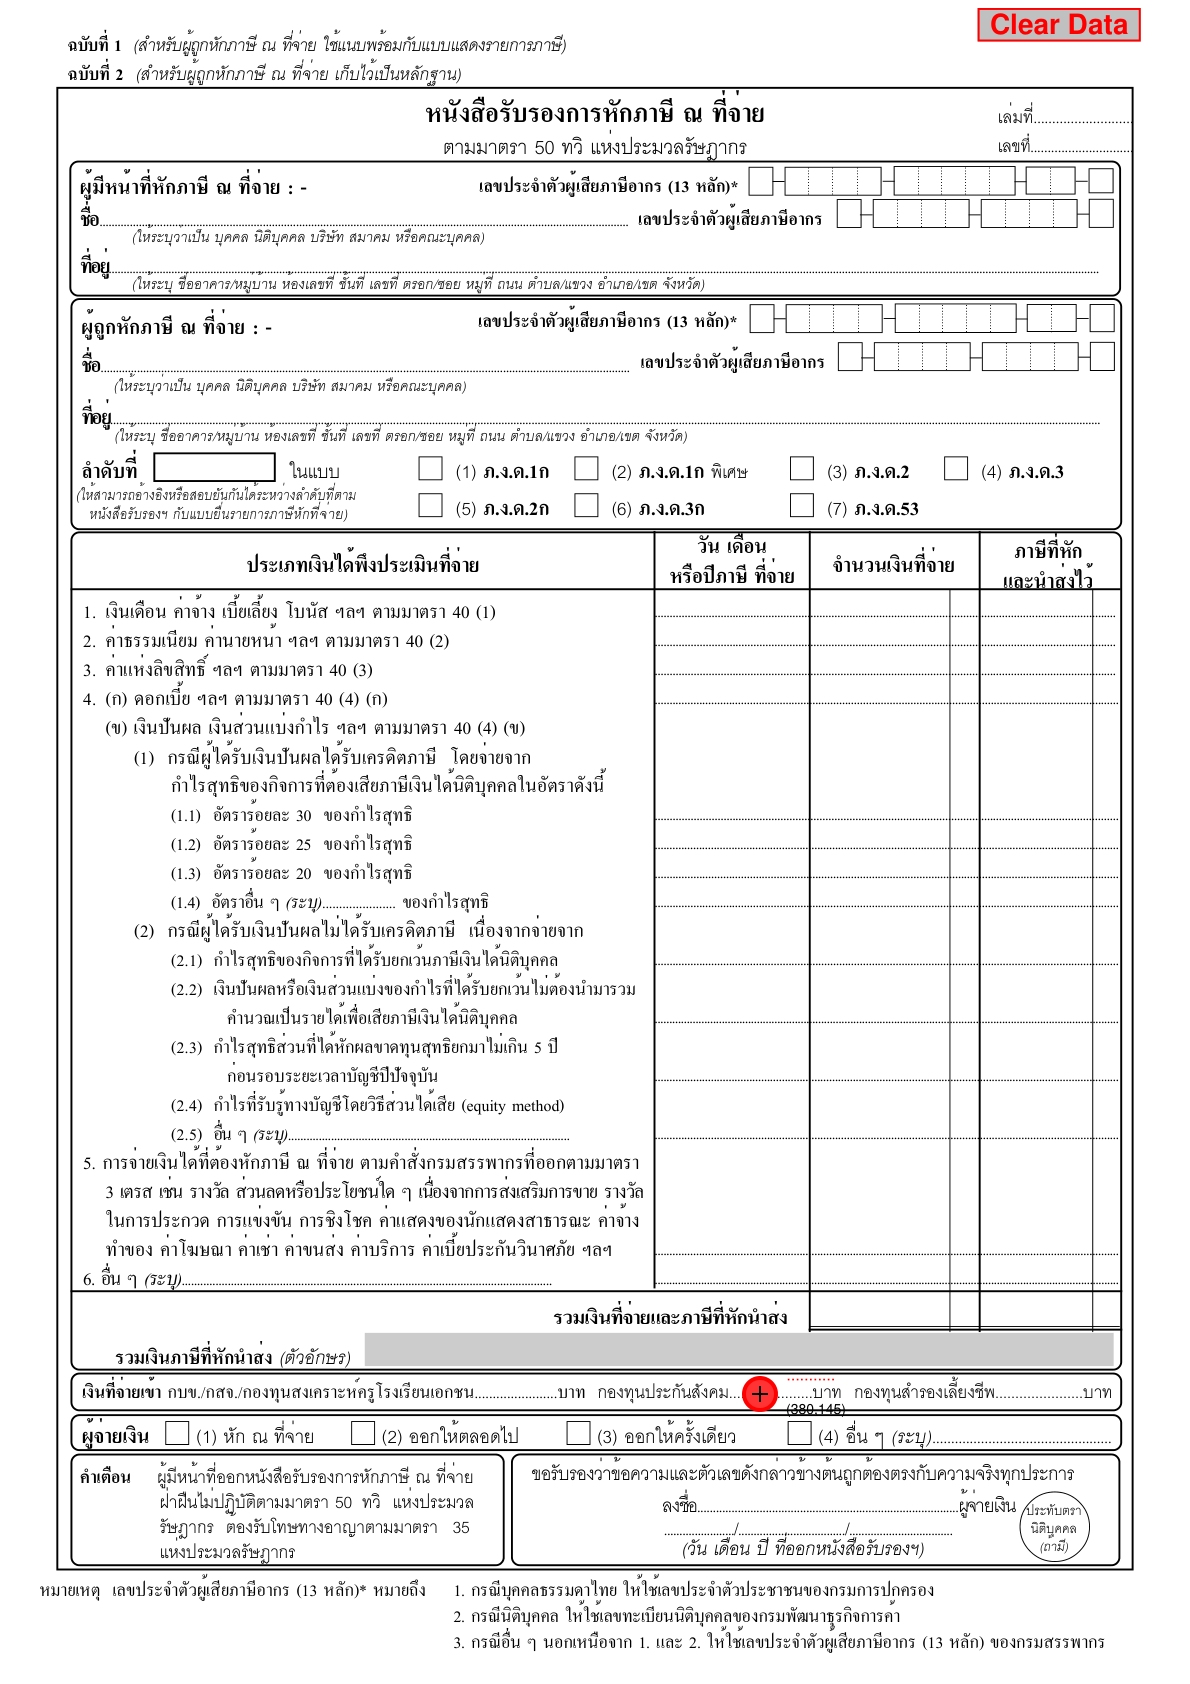 Clear Data
ฉบับที่ 1 (สำหรับผู้ถูกหักภาษี ณ ที่จ่าย ใช้แนบพร้อมกับแบบแสดงรายการภาษี)
ฉบับที่ 2 (สำหรับผู้ถูกหักภาษี ณ ที่จ่าย เก็บไว้เป็นหลักฐาน)
หนังสือรับรองการหักภาษี ณ ที่จ่าย
เล่มที่..........................
ตามมาตรา 50 ทวิ แห่งประมวลรัษฎากร
เลขที่..........................
ผู้มีหน้าที่หักภาษี ณ ที่จ่าย : - เลขประจำตัวผู้เสียภาษีอากร (13 หลัก)*
ชื่อ.......................... เลขประจำตัวผู้เสียภาษีอากร
(ให้ระบุว่าเป็น บุคคล นิติบุคคล บริษัท สมาคม หรือคณะบุคคล)
ที่อยู่..........................
(ให้ระบุ ชื่ออาคาร/หมู่บ้าน ห้องเลขที่ ชั้นที่ เลขที่ ตรอก/ซอย หมู่ที่ ถนน ตำบล/แขวง อำเภอ/เขต จังหวัด)
ผู้ถูกหักภาษี ณ ที่จ่าย : - เลขประจำตัวผู้เสียภาษีอากร (13 หลัก)*
ชื่อ.......................... เลขประจำตัวผู้เสียภาษีอากร
(ให้ระบุว่าเป็น บุคคล นิติบุคคล บริษัท สมาคม หรือคณะบุคคล)
ที่อยู่..........................
(ให้ระบุ ชื่ออาคาร/หมู่บ้าน ห้องเลขที่ ชั้นที่ เลขที่ ตรอก/ซอย หมู่ที่ ถนน ตำบล/แขวง อำเภอ/เขต จังหวัด)
ลำดับที่ ในแบบ (1) ภ.ง.ด.1ก (2) ภ.ง.ด.1ก พิเศษ (3) ภ.ง.ด.2 (4) ภ.ง.ด.3
(ให้สามารถอ้างอิงหรือสอบยันกันได้ระหว่างลำดับที่ตาม
หนังสือรับรองฯ กับแบบยื่นรายการภาษีหักที่จ่าย) (5) ภ.ง.ด.2ก (6) ภ.ง.ด.3ก (7) ภ.ง.ด.53
ประเภทเงินได้พึงประเมินที่จ่าย
วัน เดือน
หรือปีภาษี ที่จ่าย
จำนวนเงินที่จ่าย
ภาษีที่หัก
และนำส่งไว้
1. เงินเดือน ค่าจ้าง เบี้ยเลี้ยง โบนัส ฯลฯ ตามมาตรา 40 (1)
2. ค่าธรรมเนียม ค่านายหน้า ฯลฯ ตามมาตรา 40 (2)
3. ค่าแห่งลิขสิทธิ์ ฯลฯ ตามมาตรา 40 (3)
4. (ก) ดอกเบี้ย ฯลฯ ตามมาตรา 40 (4) (ก)
(ข) เงินปันผล เงินส่วนแบ่งกำไร ฯลฯ ตามมาตรา 40 (4) (ข)
(1) กรณีผู้ได้รับเงินปันผลได้รับเครดิตภาษี โดยจ่ายจาก
กำไรสุทธิของกิจการที่ต้องเสียภาษีเงินได้นิติบุคคลในอัตราดังนี้
(1.1) อัตราร้อยละ 30 ของกำไรสุทธิ
(1.2) อัตราร้อยละ 25 ของกำไรสุทธิ
(1.3) อัตราร้อยละ 20 ของกำไรสุทธิ
(1.4) อัตราอื่น ๆ (ระบุ)...................... ของกำไรสุทธิ
(2) กรณีผู้ได้รับเงินปันผลไม่ได้รับเครดิตภาษี เนื่องจากจ่ายจาก
(2.1) กำไรสุทธิของกิจการที่ได้รับยกเว้นภาษีเงินได้นิติบุคคล
(2.2) เงินปันผลหรือเงินส่วนแบ่งของกำไรที่ได้รับยกเว้นไม่ต้องนำมารวม
คำนวณเป็นรายได้เพื่อเสียภาษีเงินได้นิติบุคคล
(2.3) กำไรสุทธิส่วนที่ได้หักผลขาดทุนสุทธิยกมาไม่เกิน 5 ปี
ก่อนรอบระยะเวลาบัญชีปีปัจจุบัน
(2.4) กำไรที่รับรู้ทางบัญชีโดยวิธีส่วนได้เสีย (equity method)
(2.5) อื่น ๆ (ระบุ)..........................
5. การจ่ายเงินได้ที่ต้องหักภาษี ณ ที่จ่าย ตามคำสั่งกรมสรรพากรที่ออกตามมาตรา
3 เตรส เช่น รางวัล ส่วนลดหรือประโยชน์ใด ๆ เนื่องจากการส่งเสริมการขาย รางวัล
ในการประกวด การแข่งขัน การชิงโชค ค่าแสดงของนักแสดงสาธารณะ ค่าจ้าง
ทำของ ค่าโฆษณา ค่าเช่า ค่าขนส่ง ค่าบริการ ค่าเบี้ยประกันวินาศภัย ฯลฯ
6. อื่น ๆ (ระบุ)..........................
รวมเงินที่จ่ายและภาษีที่หักนำส่ง
รวมเงินภาษีที่หักนำส่ง (ตัวอักษร)
เงินที่จ่ายเข้า กบข./กสจ./กองทุนสงเคราะห์ครูโรงเรียนเอกชน.........................บาท กองทุนประกันสังคม.........................บาท กองทุนสำรองเลี้ยงชีพ..........................บาท
(380,145)
ผู้จ่ายเงิน (1) หัก ณ ที่จ่าย (2) ออกให้ตลอดไป (3) ออกให้ครั้งเดียว (4) อื่น ๆ (ระบุ)..........................
คำเตือน ผู้มีหน้าที่ออกหนังสือรับรองการหักภาษี ณ ที่จ่าย
ฝ่าฝืนไม่ปฏิบัติตามมาตรา 50 ทวิ แห่งประมวล
รัษฎากร ต้องรับโทษทางอาญาตามมาตรา 35
แห่งประมวลรัษฎากร
ขอรับรองว่าข้อความและตัวเลขดังกล่าวข้างต้นถูกต้องตรงกับความจริงทุกประการ
ลงชื่อ..........................ผู้จ่ายเงิน
...................../........................../..........................
(วัน เดือน ปี ที่ออกหนังสือรับรองฯ)
ประทับตรา
นิติบุคคล
(ถ้ามี)
หมายเหตุ เลขประจำตัวผู้เสียภาษีอากร (13 หลัก)* หมายถึง 1. กรณีบุคคลธรรมดาไทย ให้ใช้เลขประจำตัวประชาชนของกรมการปกครอง
2. กรณีนิติบุคคล ให้ใช้เลขทะเบียนนิติบุคคลของกรมพัฒนาธุรกิจการค้า
3. กรณีอื่น ๆ นอกเหนือจาก 1. และ 2. ให้ใช้เลขประจำตัวผู้เสียภาษีอากร (13 หลัก) ของกรมสรรพากร